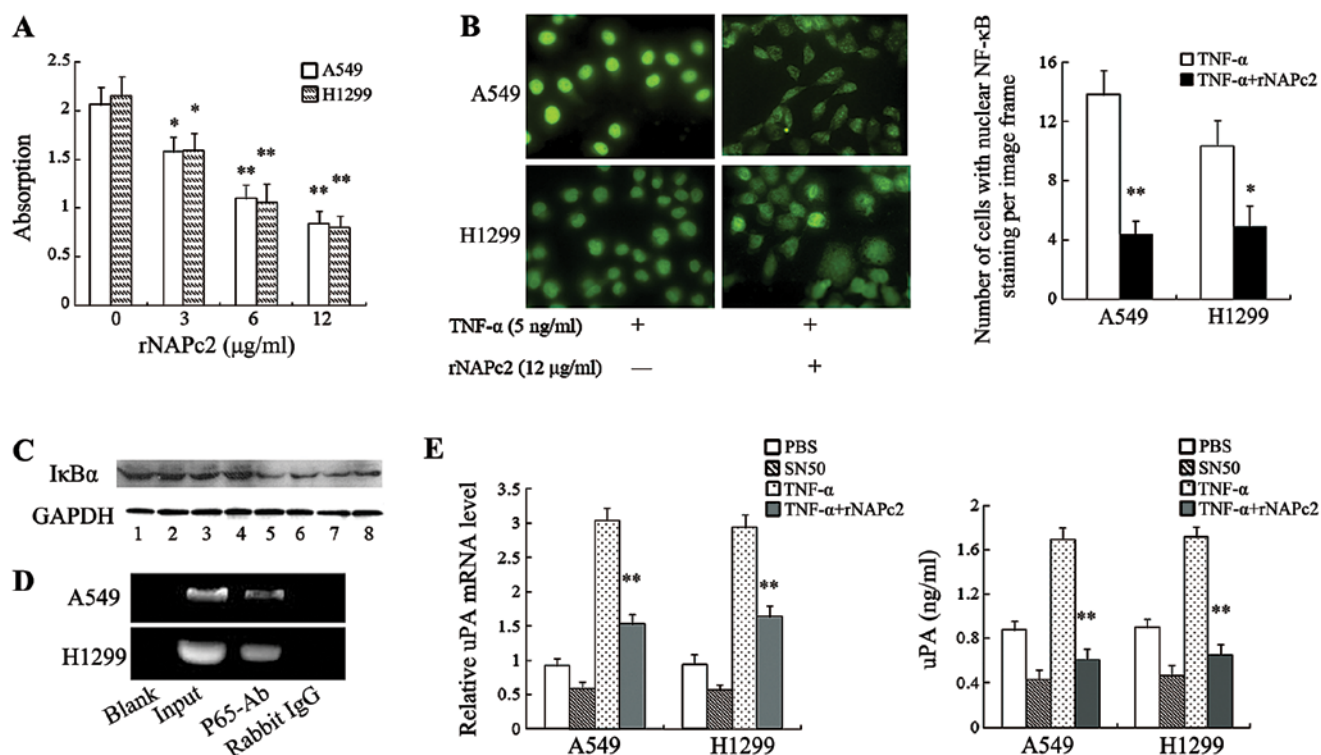 A
Absorption
2.5
2
1.5
1
0.5
0
A549
H1299
*
*
**
**
**
**
0 3 6 12
rNAPc2 (μg/ml)
B
A549
H1299
TNF-α (5 ng/ml) + +
rNAPc2 (12 μg/ml) — +
Number of cells with nuclear NF-κB
staining per image frame
16
12
8
4
0
TNF-α
TNF-α+rNAPc2
**
*
A549 H1299
C
IκBα
GAPDH
1 2 3 4 5 6 7 8
D
A549
H1299
Blank
Input
P65-Ab
Rabbit IgG
E
PBS
SN50
TNF-α
TNF-α+rNAPc2
Relative uPA mRNA level
3.5
3
2.5
2
1.5
1
0.5
0
**
**
A549 H1299
PBS
SN50
TNF-α
TNF-α+rNAPc2
uPA (ng/ml)
2
1.6
1.2
0.8
0.4
0
**
**
A549 H1299